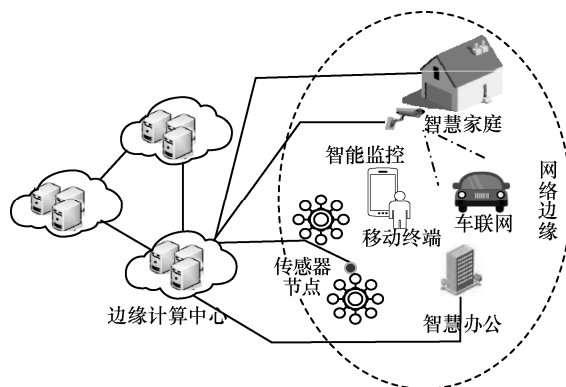 智慧家庭
智能监控
网络边缘
车联网
移动终端
传感器
节点
边缘计算中心
智慧办公